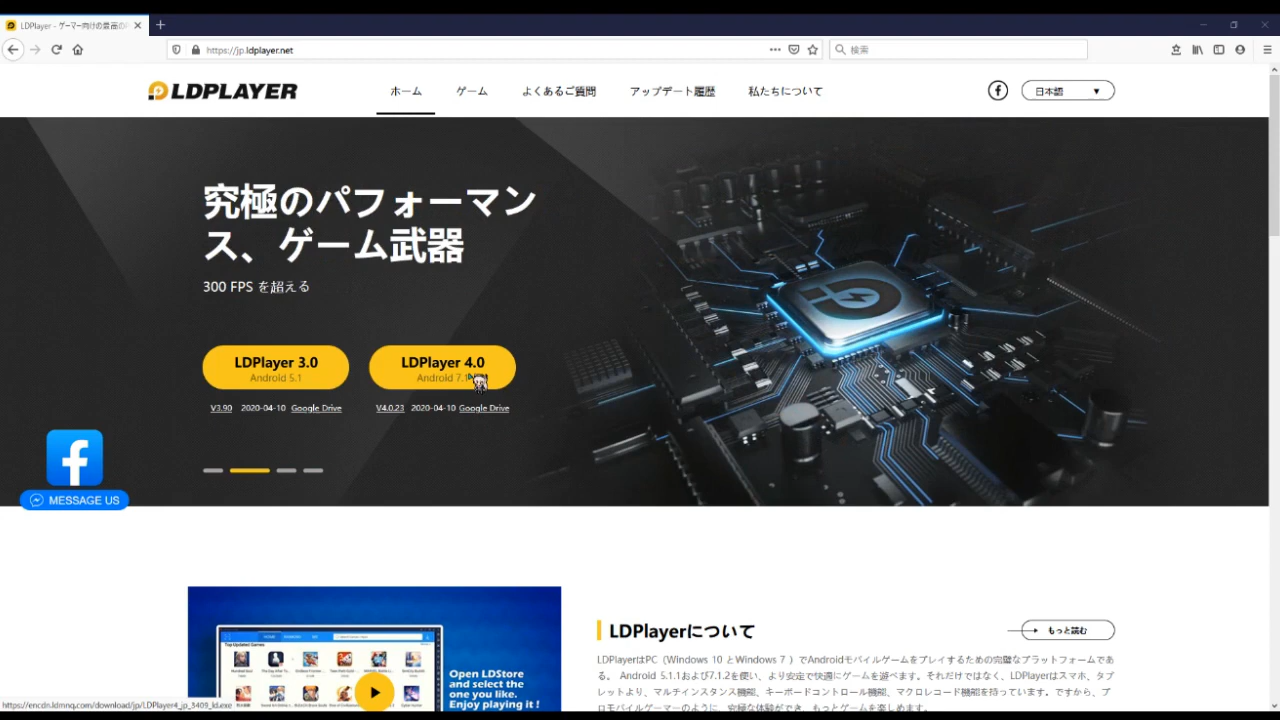 LDPlayer - ゲーマー向けの最高の
https://jp.ldplayer.net
検索
LDPLAYER
ホーム
ゲーム
よくあるご質問
アップデート履歴
私たちについて
日本語
究極のパフォーマン
ス、ゲーム武器
300 FPS を超える
LDPlayer 3.0
Android 5.1
LDPlayer 4.0
Android 7.1
V3.90 2020-04-10 Google Drive
V4.0.23 2020-04-10 Google Drive
MESSAGE US
HOME
Top Updated Games
Open LDStore
and select the
one you like.
Enjoy playing it !
LDPlayerについて
もっと読む
LDPlayerはPC（Windows 10 とWindows 7 ）でAndroidモバイルゲームをプレイするための完璧なプラットフォームであ
る。 Android 5.1.1および7.1.2を使い、より安定で快適にゲームを遊べます。それだけではなく、LDPlayerはスマホ、タブ
レットより、マルティインスタンス機能、キーボードコントロール機能、マクロレコード機能を持っています。ですから、プ
ロモバイルゲーマーのように、究極な体験ができ、もっとゲームを楽しめます。
https://encdn.ldmnq.com/download/jp/LDPlayer4_jp_3409_ld.exe